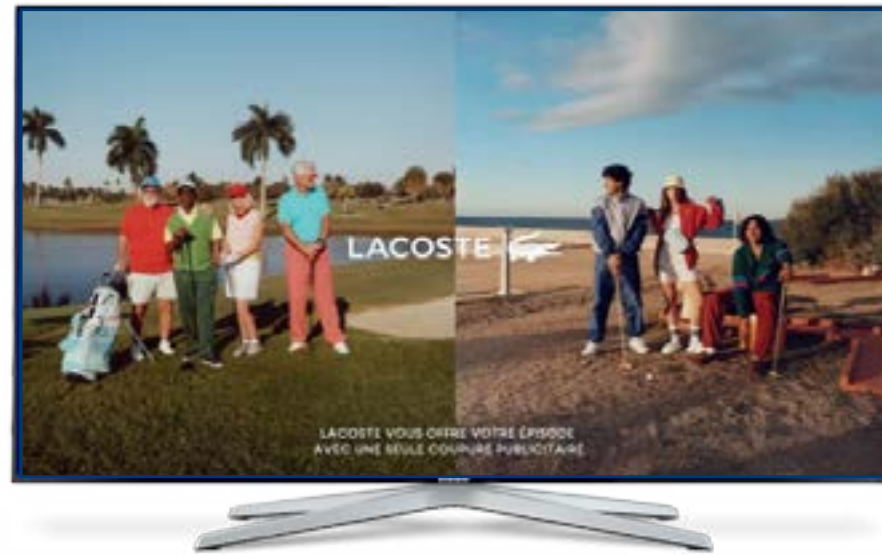 LACOSTE
LACOSTE VOUS OFFRE VOTRE ÉPISODE
AVEC UNE SEULE COUPURE PUBLICITAIRE